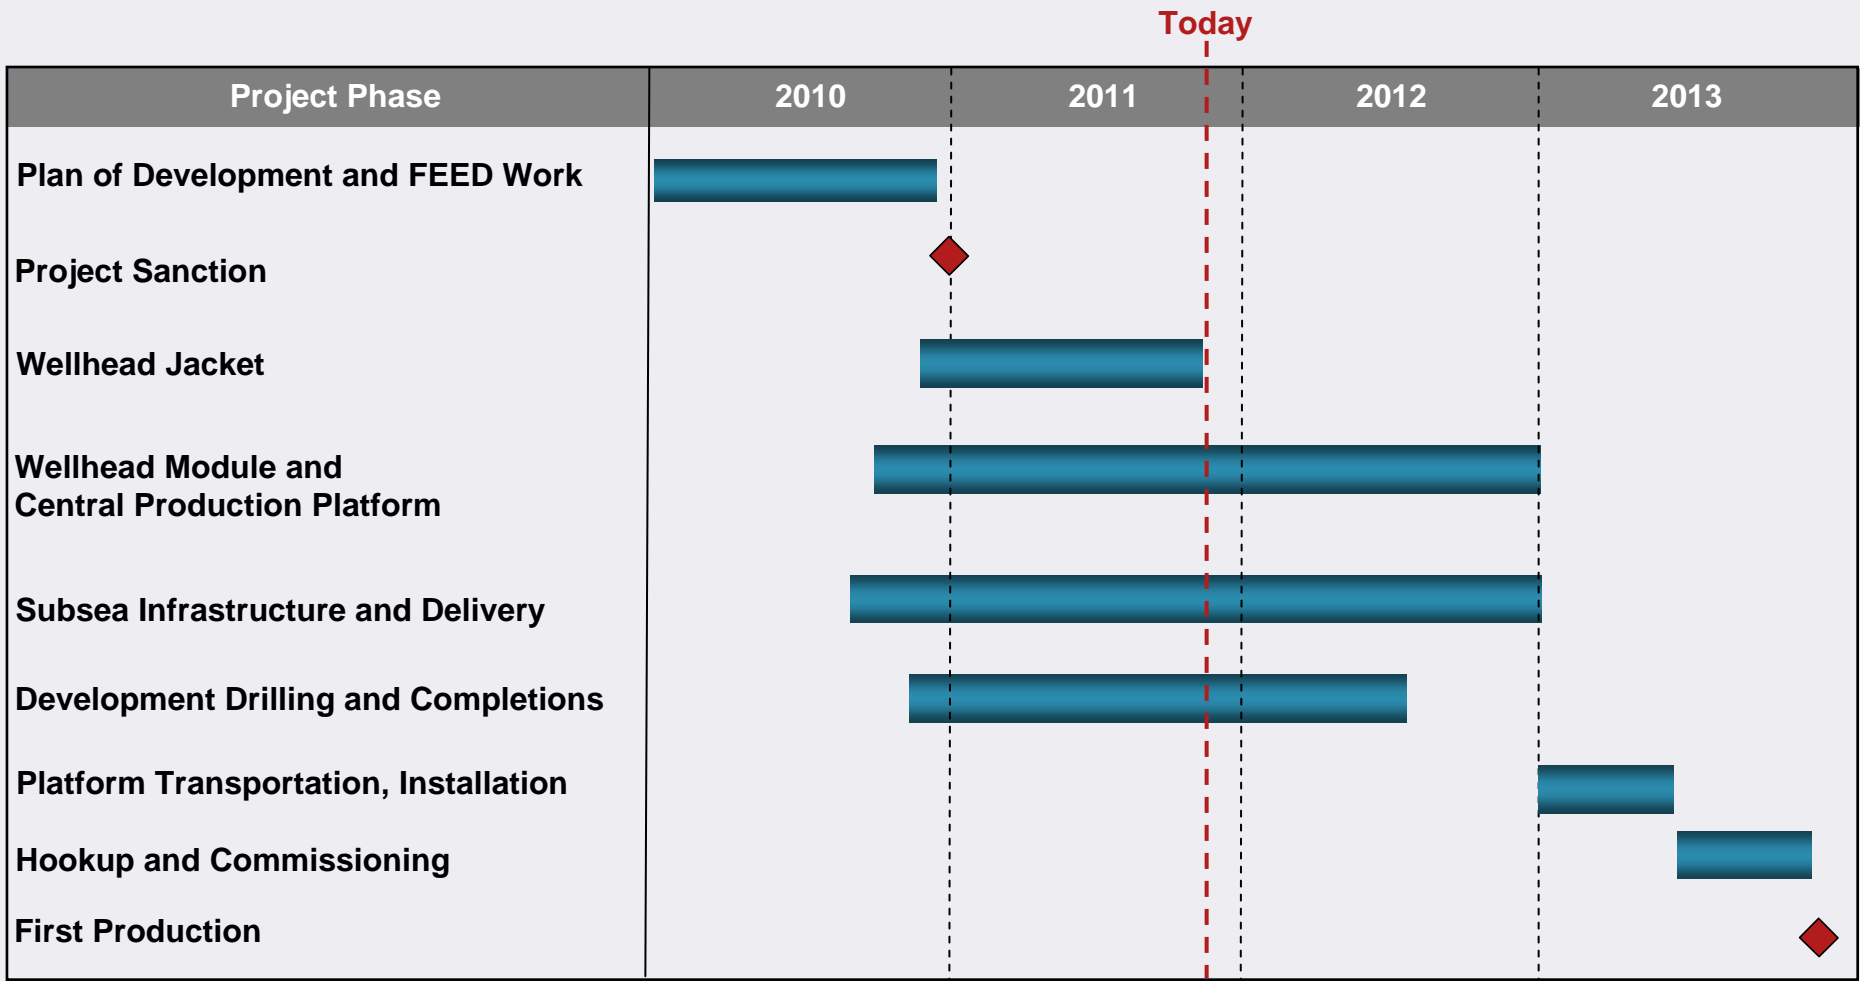 Today
Project Phase 2010 2011 2012 2013
Plan of Development and FEED Work
Project Sanction
Wellhead Jacket
Wellhead Module and
Central Production Platform
Subsea Infrastructure and Delivery
Development Drilling and Completions
Platform Transportation, Installation
Hookup and Commissioning
First Production